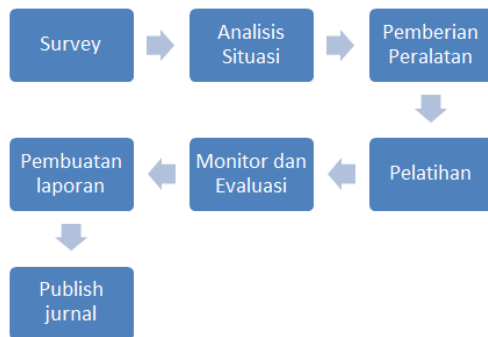 Survey
Analisis
Situasi
Pemberian
Peralatan
Pelatihan
Monitor dan
Evaluasi
Pembuatan
laporan
Publish
jurnal